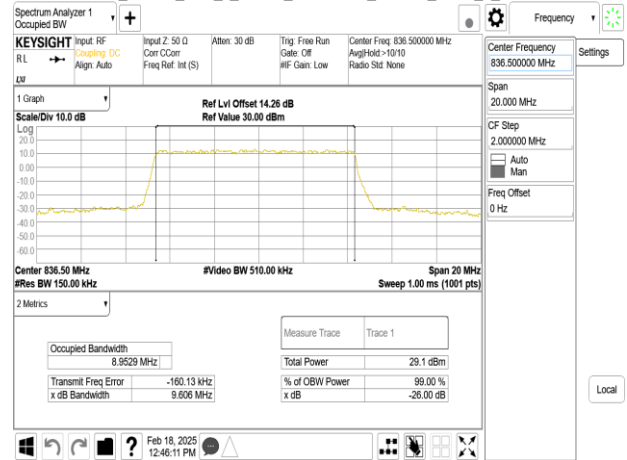 Spectrum Analyzer 1
Occupied BW
Frequency
KEYSIGHT
RL
LXI
Input: RF
Coupling: DC
Align: Auto
Input Z: 50 Ω
Corr CCorr
Freq Ref: Int (S)
Atten: 30 dB
Trig: Free Run
Gate: Off
#IF Gain: Low
Center Freq: 836.500000 MHz
Avg|Hold:>10/10
Radio Std: None
Center Frequency
836.500000 MHz
Settings
Span
20.000 MHz
CF Step
2.000000 MHz
Auto
Man
Freq Offset
0 Hz
Local
1 Graph
Scale/Div 10.0 dB
Ref Lvl Offset 14.26 dB
Ref Value 30.00 dBm
Log
20.0
10.0
0.00
-10.0
-20.0
-30.0
-40.0
-50.0
-60.0
Center 836.50 MHz
#Video BW 510.00 kHz
Span 20 MHz
#Res BW 150.00 kHz
Sweep 1.00 ms (1001 pts)
2 Metrics
Measure Trace Trace 1
Occupied Bandwidth
8.9529 MHz
Total Power 29.1 dBm
Transmit Freq Error -160.13 kHz
% of OBW Power 99.00 %
x dB Bandwidth 9.606 MHz
x dB -26.00 dB
?
Feb 18, 2025
12:46:11 PM